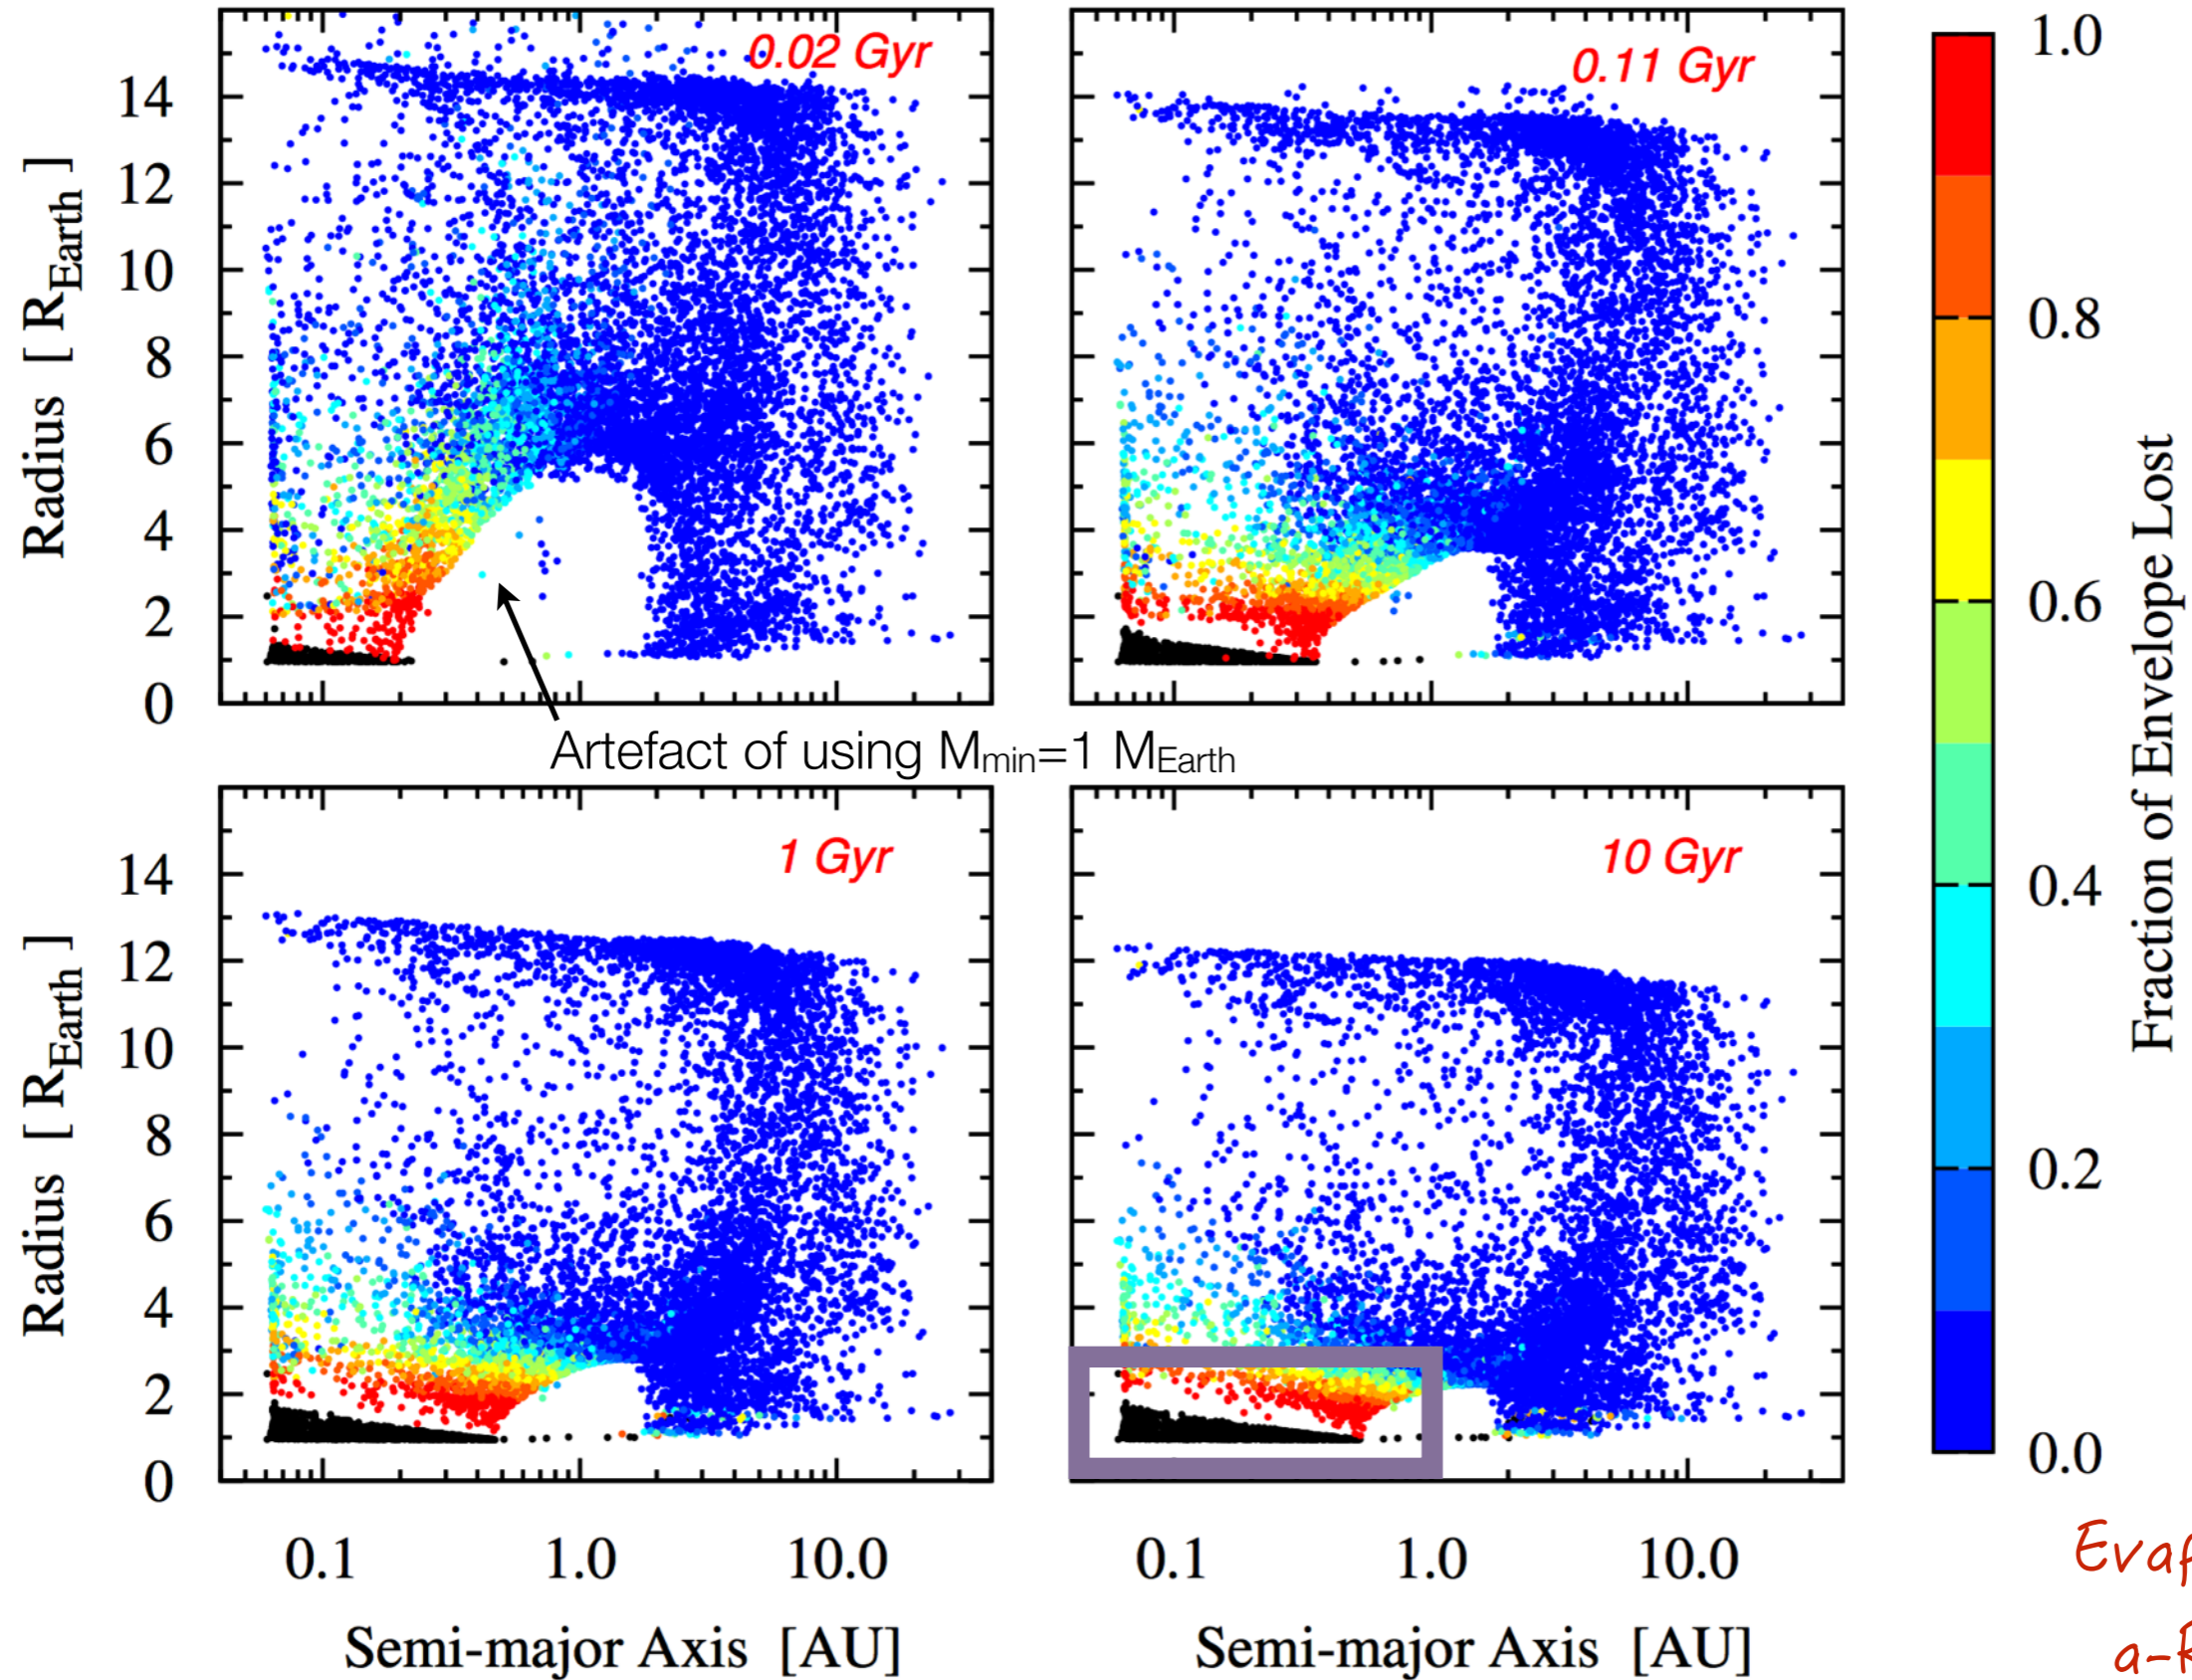 0.02 Gyr
0.11 Gyr
14
12
10
8
6
4
2
0
Radius [ R_Earth ]
Artefact of using Mmin=1 MEarth
1 Gyr
10 Gyr
14
12
10
8
6
4
2
0
Radius [ R_Earth ]
0.1 1.0 10.0
0.1 1.0 10.0
Semi-major Axis [AU]
Semi-major Axis [AU]
1.0
0.8
0.6
0.4
0.2
0.0
Fraction of Envelope Lost